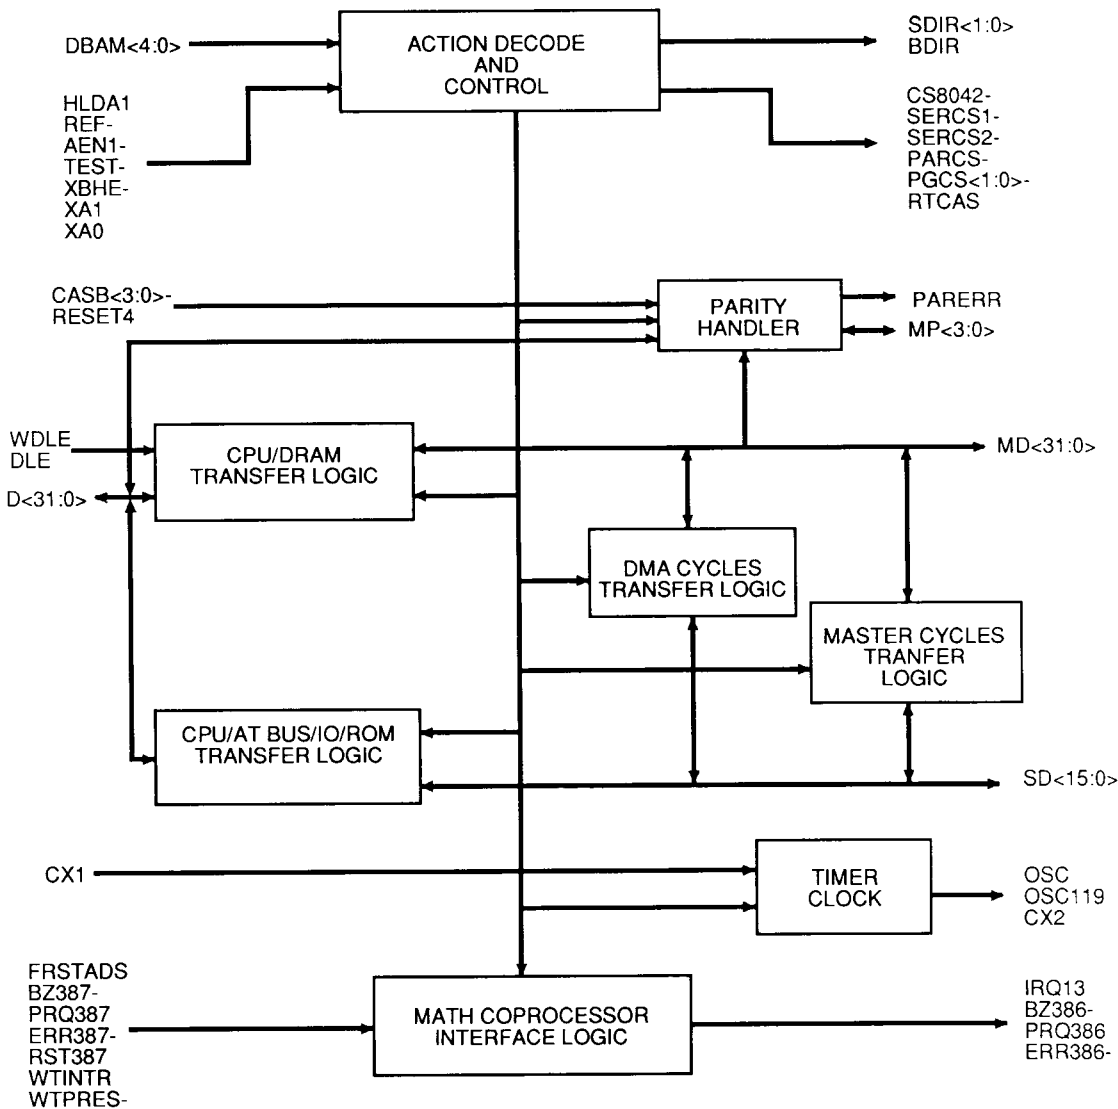 DBAM<4:0>
ACTION DECODE
AND
CONTROL
SDIR<1:0>
BDIR
HLDA1
REF-
AEN1-
TEST-
XBHE-
XA1
XA0
CS8042-
SERCS1-
SERCS2-
PARCS-
PGCS<1:0>-
RTCAS
CASB<3:0>-
RESET4
PARITY
HANDLER
PARERR
MP<3:0>
WDLE
DLE
D<31:0>
CPU/DRAM
TRANSFER LOGIC
MD<31:0>
DMA CYCLES
TRANSFER LOGIC
MASTER CYCLES
TRANFER
LOGIC
CPU/AT BUS/IO/ROM
TRANSFER LOGIC
SD<15:0>
CX1
TIMER
CLOCK
OSC
OSC119
CX2
FRSTADS
BZ387-
PRQ387
ERR387-
RST387
WTINTR
WTPRES-
MATH COPROCESSOR
INTERFACE LOGIC
IRQ13
BZ386-
PRQ386
ERR386-